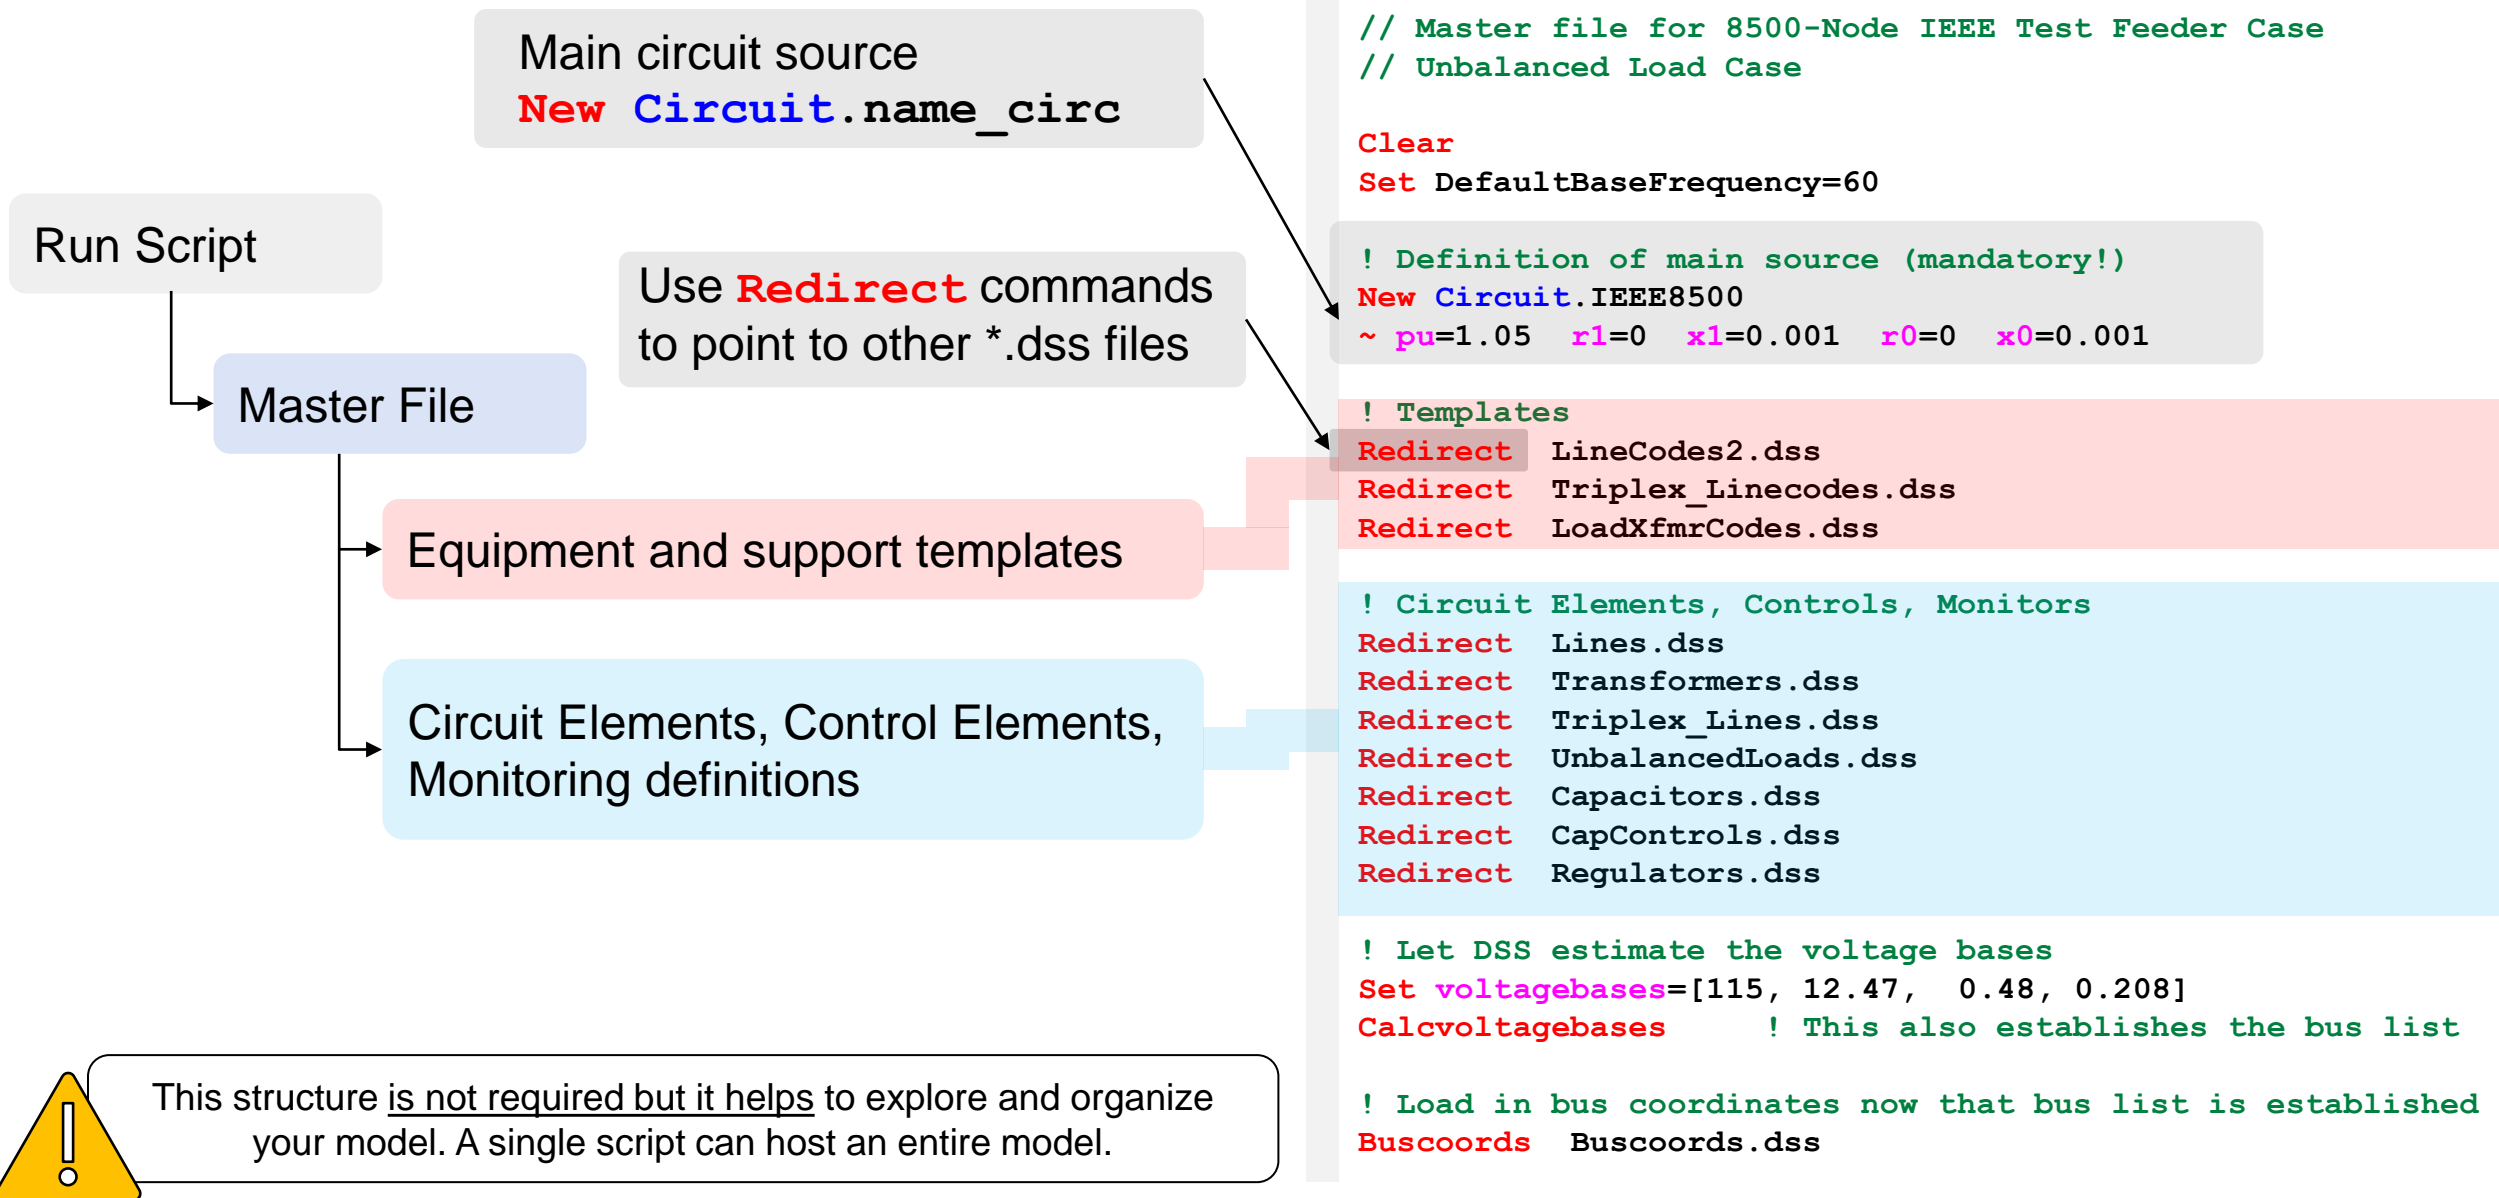 Main circuit source
New Circuit.name_circ
Run Script
Use Redirect commands
to point to other *.dss files
Master File
Equipment and support templates
Circuit Elements, Control Elements,
Monitoring definitions
This structure is not required but it helps to explore and organize
your model. A single script can host an entire model.
// Master file for 8500-Node IEEE Test Feeder Case
// Unbalanced Load Case
Clear
Set DefaultBaseFrequency=60
! Definition of main source (mandatory!)
New Circuit.IEEE8500
~ pu=1.05 r1=0 x1=0.001 r0=0 x0=0.001
! Templates
Redirect LineCodes2.dss
Redirect Triplex_Linecodes.dss
Redirect LoadXfmrCodes.dss
! Circuit Elements, Controls, Monitors
Redirect Lines.dss
Redirect Transformers.dss
Redirect Triplex_Lines.dss
Redirect UnbalancedLoads.dss
Redirect Capacitors.dss
Redirect CapControls.dss
Redirect Regulators.dss
! Let DSS estimate the voltage bases
Set voltagebases=[115, 12.47, 0.48, 0.208]
Calcvoltagebases ! This also establishes the bus list
! Load in bus coordinates now that bus list is established
Buscoords Buscoords.dss